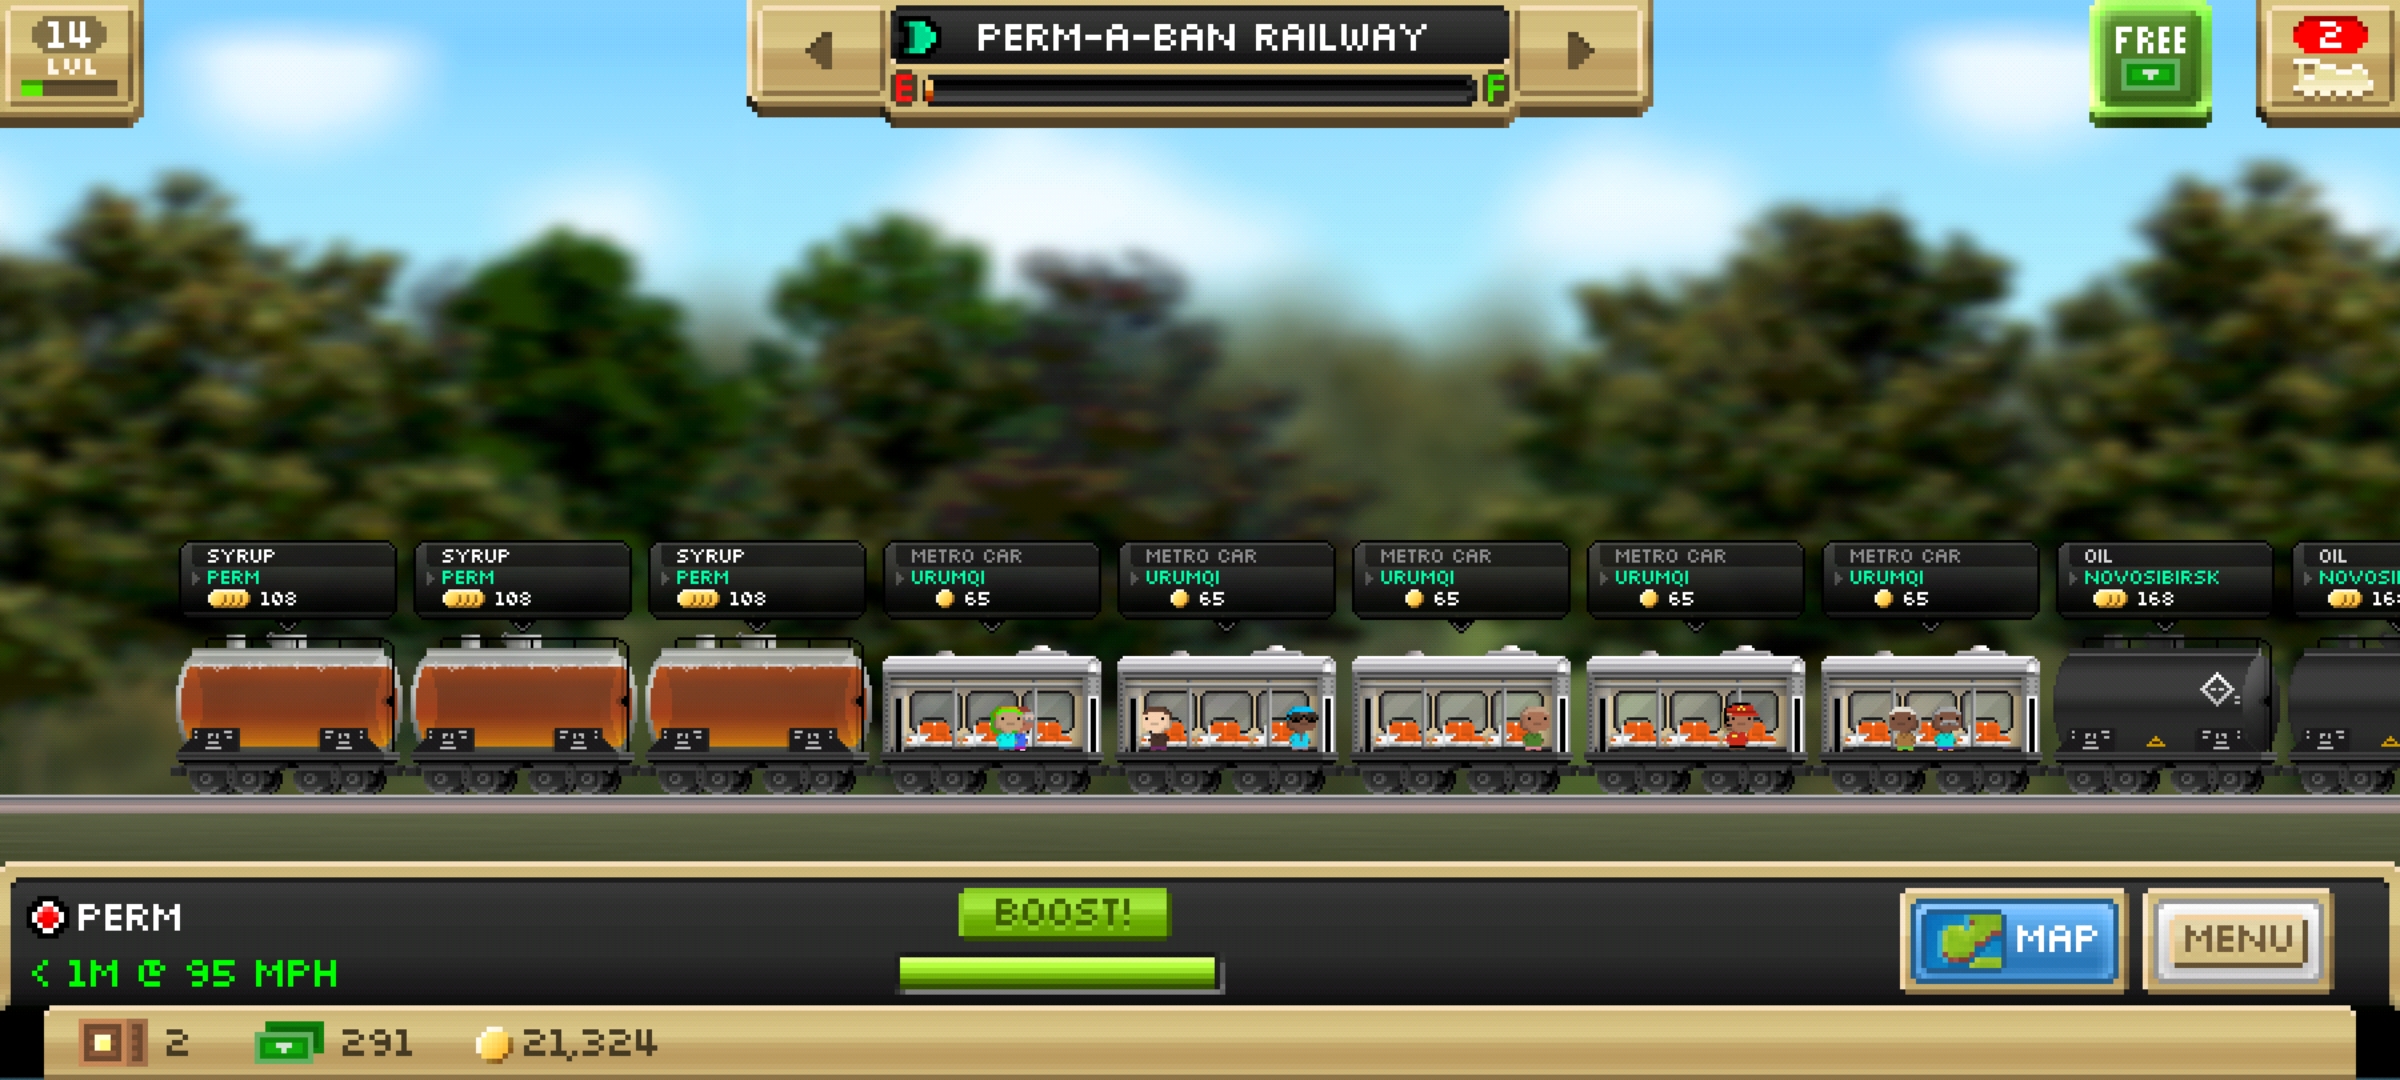 14
LVL
PERM-A-BAN RAILWAY
E F
FREE
2
SYRUP
PERM
108
SYRUP
PERM
108
SYRUP
PERM
108
METRO CAR
URUMQI
65
METRO CAR
URUMQI
65
METRO CAR
URUMQI
65
METRO CAR
URUMQI
65
METRO CAR
URUMQI
65
OIL
NOVOSIBIRSK
168
OIL
PERM
< 1M @ 95 MPH
BOOST!
MAP
MENU
2
291
21,324